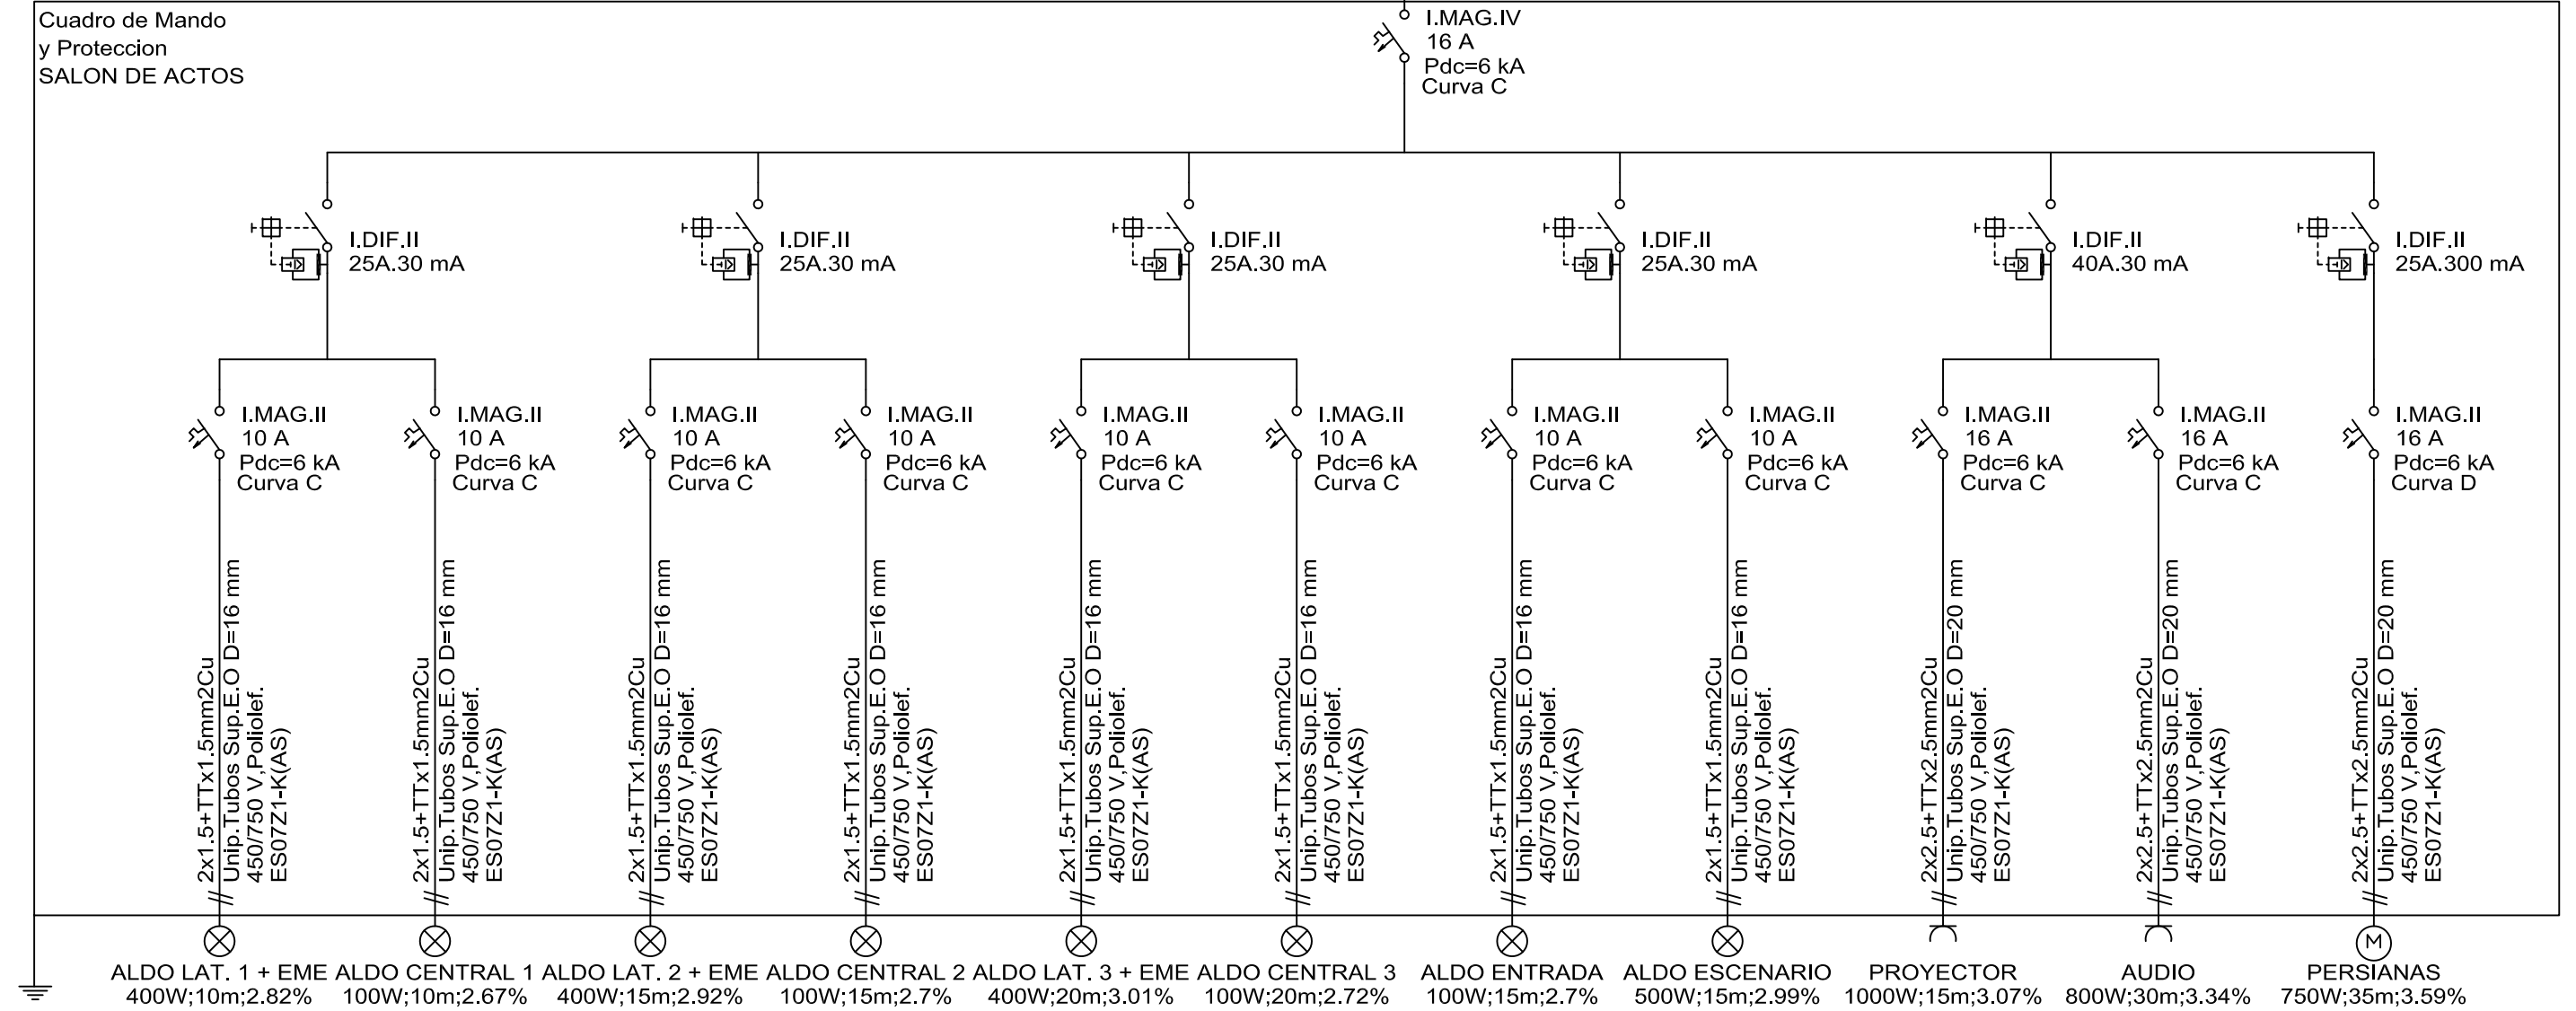 Cuadro de Mando
y Proteccion
SALON DE ACTOS
I.MAG.IV
16 A
Pdc=6 kA
Curva C
I.DIF.II
25A.30 mA
I.DIF.II
25A.30 mA
I.DIF.II
25A.30 mA
I.DIF.II
25A.30 mA
I.DIF.II
40A.30 mA
I.DIF.II
25A.300 mA
I.MAG.II
10 A
Pdc=6 kA
Curva C
I.MAG.II
10 A
Pdc=6 kA
Curva C
I.MAG.II
10 A
Pdc=6 kA
Curva C
I.MAG.II
10 A
Pdc=6 kA
Curva C
I.MAG.II
10 A
Pdc=6 kA
Curva C
I.MAG.II
10 A
Pdc=6 kA
Curva C
I.MAG.II
10 A
Pdc=6 kA
Curva C
I.MAG.II
10 A
Pdc=6 kA
Curva C
I.MAG.II
16 A
Pdc=6 kA
Curva C
I.MAG.II
16 A
Pdc=6 kA
Curva C
I.MAG.II
16 A
Pdc=6 kA
Curva D
2x1.5+TTx1.5mm2Cu
Unip.Tubos Sup.E.O D=16 mm
450/750 V,Poliolef.
ES07Z1-K(AS)
2x1.5+TTx1.5mm2Cu
Unip.Tubos Sup.E.O D=16 mm
450/750 V,Poliolef.
ES07Z1-K(AS)
2x1.5+TTx1.5mm2Cu
Unip.Tubos Sup.E.O D=16 mm
450/750 V,Poliolef.
ES07Z1-K(AS)
2x1.5+TTx1.5mm2Cu
Unip.Tubos Sup.E.O D=16 mm
450/750 V,Poliolef.
ES07Z1-K(AS)
2x1.5+TTx1.5mm2Cu
Unip.Tubos Sup.E.O D=16 mm
450/750 V,Poliolef.
ES07Z1-K(AS)
2x1.5+TTx1.5mm2Cu
Unip.Tubos Sup.E.O D=16 mm
450/750 V,Poliolef.
ES07Z1-K(AS)
2x1.5+TTx1.5mm2Cu
Unip.Tubos Sup.E.O D=16 mm
450/750 V,Poliolef.
ES07Z1-K(AS)
2x1.5+TTx1.5mm2Cu
Unip.Tubos Sup.E.O D=16 mm
450/750 V,Poliolef.
ES07Z1-K(AS)
2x2.5+TTx2.5mm2Cu
Unip.Tubos Sup.E.O D=20 mm
450/750 V,Poliolef.
ES07Z1-K(AS)
2x2.5+TTx2.5mm2Cu
Unip.Tubos Sup.E.O D=20 mm
450/750 V,Poliolef.
ES07Z1-K(AS)
2x2.5+TTx2.5mm2Cu
Unip.Tubos Sup.E.O D=20 mm
450/750 V,Poliolef.
ES07Z1-K(AS)
M
ALDO LAT. 1 + EME
400W;10m;2.82%
ALDO CENTRAL 1
100W;10m;2.67%
ALDO LAT. 2 + EME
400W;15m;2.92%
ALDO CENTRAL 2
100W;15m;2.7%
ALDO LAT. 3 + EME
400W;20m;3.01%
ALDO CENTRAL 3
100W;20m;2.72%
ALDO ENTRADA
100W;15m;2.7%
ALDO ESCENARIO
500W;15m;2.99%
PROYECTOR
1000W;15m;3.07%
AUDIO
800W;30m;3.34%
PERSIANAS
750W;35m;3.59%